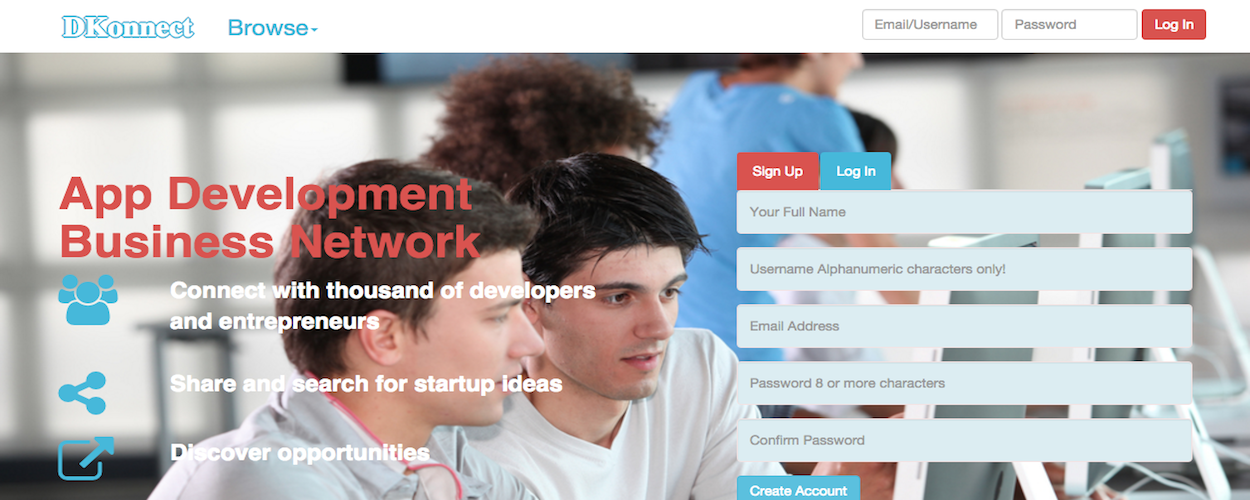 DKonnect
Browse
Email/Username
Password
Log In
App Development
Business Network
Connect with thousand of developers
and entrepreneurs
Share and search for startup ideas
Discover opportunities
Sign Up
Log In
Your Full Name
Username Alphanumeric characters only!
Email Address
Password 8 or more characters
Confirm Password
Create Account